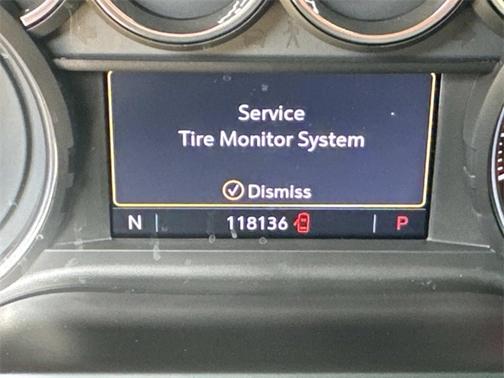 Service
Tire Monitor System
Dismiss
N 118136 P